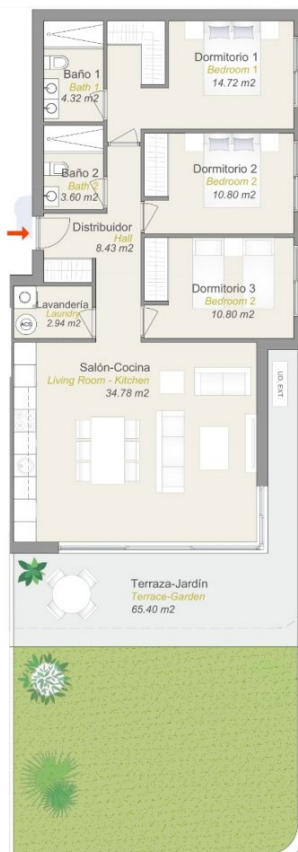 Baño 1
Bath 1
4.32 m2
Dormitorio 1
Bedroom 1
14.72 m2
Baño 2
Bath 2
3.60 m2
Dormitorio 2
Bedroom 2
10.80 m2
Distribuidor
Hall
8.43 m2
Dormitorio 3
Bedroom 2
10.80 m2
Lavandería
Laundry
2.94 m2
ACS
Salón-Cocina
Living Room - Kitchen
34.78 m2
UD. EXT.
Terraza-Jardín
Terrace-Garden
65.40 m2